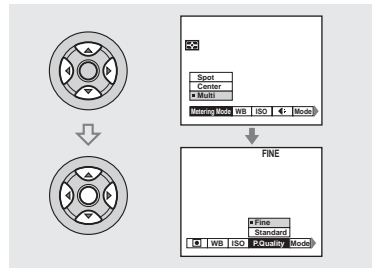 Spot
Center
Multi
Metering Mode WB ISO Mode
FINE
Fine
Standard
WB ISO P.Quality Mode